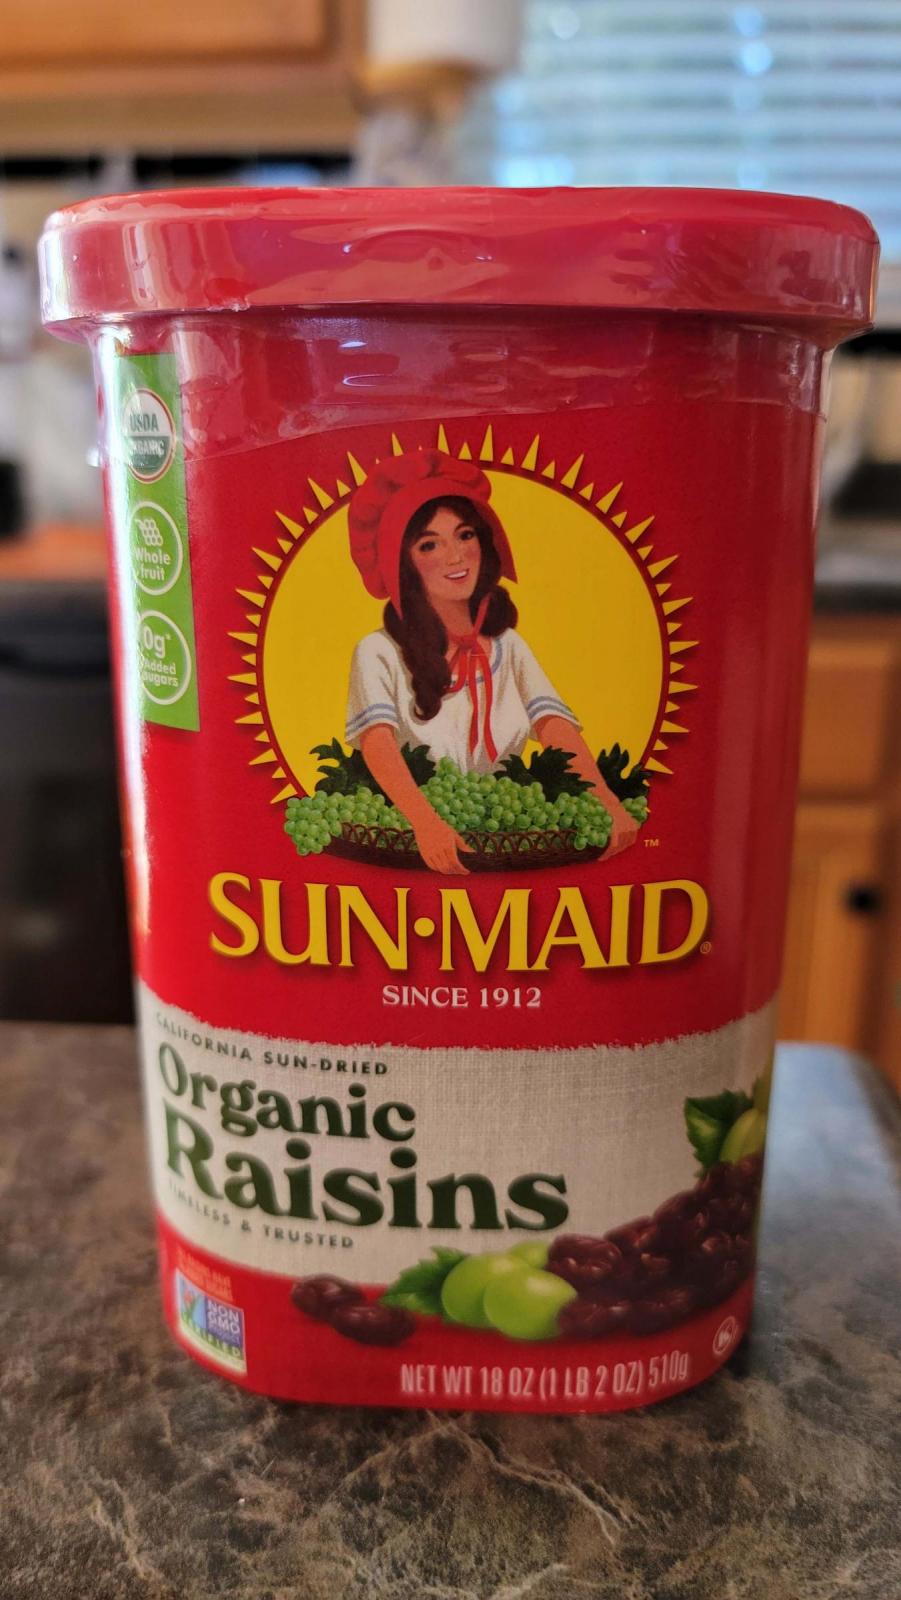 USDA
ORGANIC
Whole
fruit
0g*
Added
Sugars
TM
SUN•MAID®
SINCE 1912
CALIFORNIA SUN-DRIED
Organic
Raisins
TIMELESS & TRUSTED
NON
GMO
VERIFIED
NET WT 18 OZ (1 LB 2 OZ) 510g